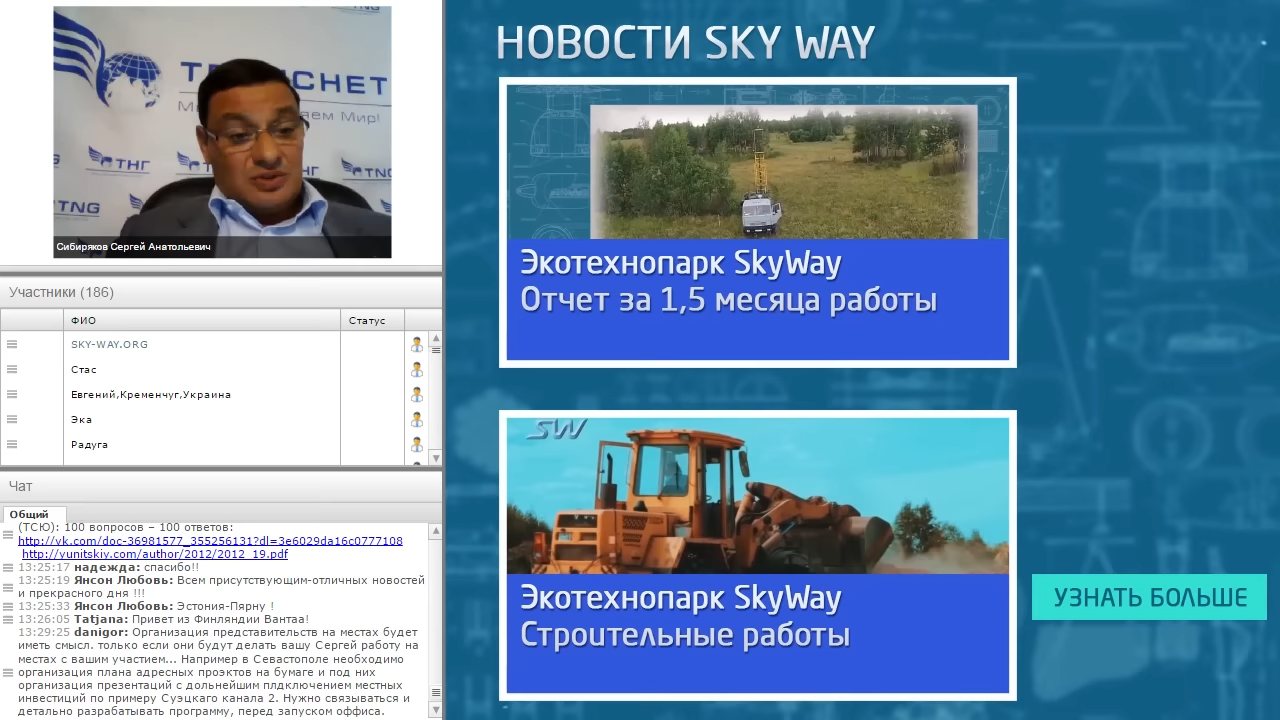 TNG
ТНГ
TNG
TNG
Сибиряков Сергей Анатольевич
Участники (186)
ФИО
Статус
SKY-WAY.ORG
Стас
Евгений,Кременчуг,Украина
Эка
Радуга
Чат
Общий
(ТСЮ): 100 вопросов – 100 ответов:
http://vk.com/doc-36981577_355256131?dl=3e6029da16c0777108
http://yunitskiy.com/author/2012/2012_19.pdf
13:25:17 надежда: спасибо!!
13:25:19 Янсон Любовь: Всем присутствующим-отличных новостей
и прекрасного дня !!!
13:25:33 Янсон Любовь: Эстония-Пярну !
13:26:05 Tatjana: Привет из Финляндии Вантаа!
13:29:25 danigor: Организация представительств на местах будет
иметь смысл. только если они будут делать вашу Сергей работу на
местах с вашим участием... Например в Севастополе необходимо
организация плана адресных проэктов на бумаге и под них
организация презентаций с дольнейшим плдключением местных
инвестиций по примеру Суэцкаго канала 2. Нужно связываться и
детально разрабатывать программу, перед запуском оффиса.
НОВОСТИ SKY WAY
Экотехнопарк SkyWay
Отчет за 1,5 месяца работы
SW
Экотехнопарк SkyWay
Строительные работы
УЗНАТЬ БОЛЬШЕ